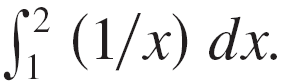 ∫₁² (1/x) dx.